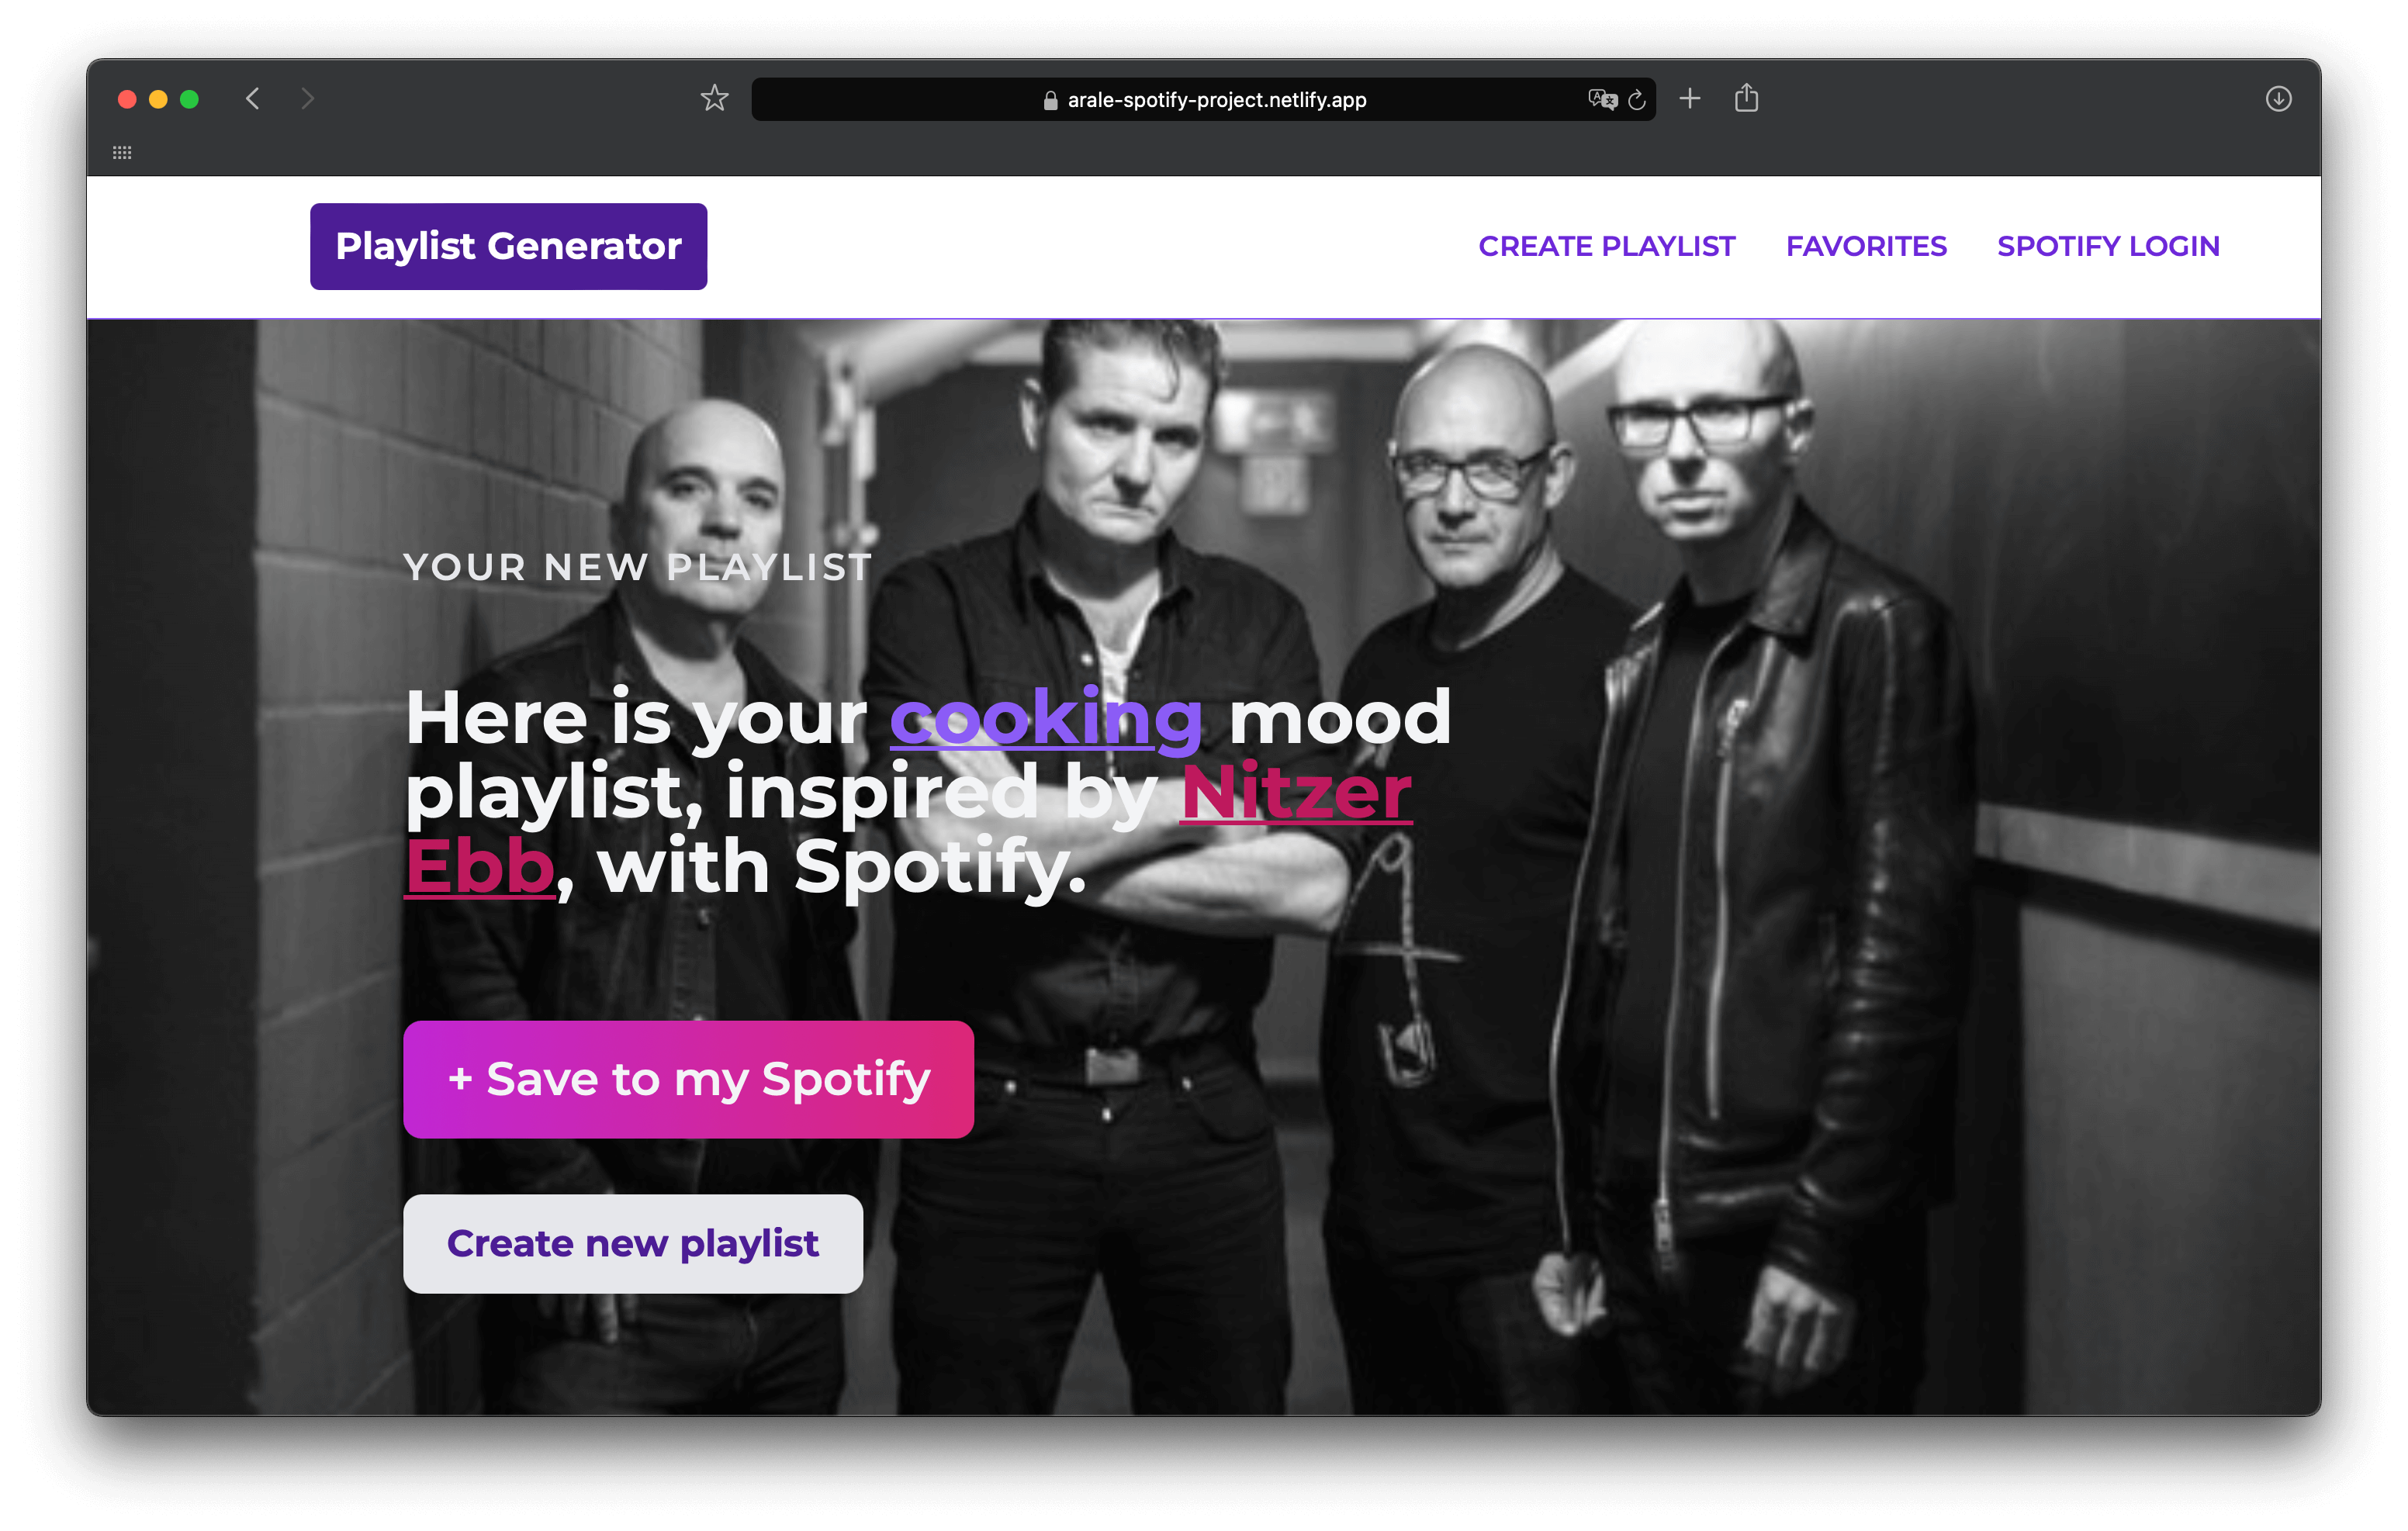 arale-spotify-project.netlify.app
Playlist Generator
CREATE PLAYLIST
FAVORITES
SPOTIFY LOGIN
YOUR NEW PLAYLIST
Here is your cooking mood
playlist, inspired by Nitzer
Ebb, with Spotify.
+ Save to my Spotify
Create new playlist